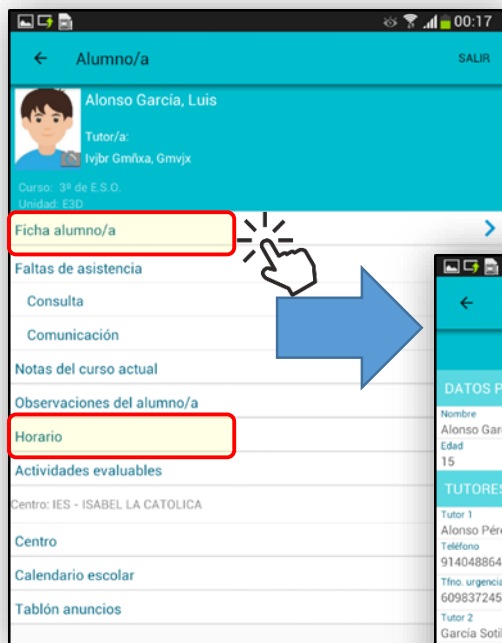 00:17
Alumno/a
SALIR
Alonso García, Luis
Tutor/a:
Ivjbr Gmñxa, Gmvjx
Curso: 3º de E.S.O.
Unidad: E3D
Ficha alumno/a
Faltas de asistencia
Consulta
Comunicación
Notas del curso actual
Observaciones del alumno/a
Horario
Actividades evaluables
Centro: IES - ISABEL LA CATOLICA
Centro
Calendario escolar
Tablón anuncios
DATOS P
Nombre
Alonso Gar
Edad
15
TUTORES
Tutor 1
Alonso Pére
Teléfono
914048864
Tfno. urgencia
609837245
Tutor 2
García Soti